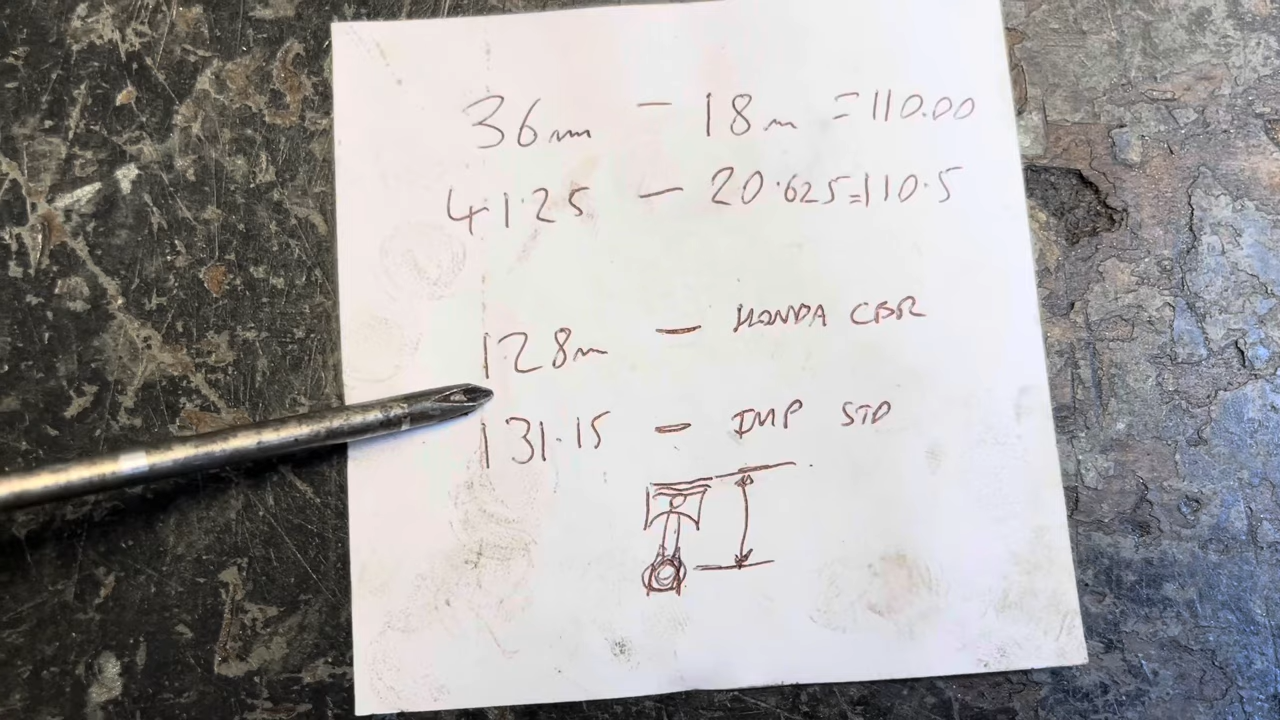 36mm – 18m = 110.00
41.25 – 20.625 = 110.5
128m – HONDA CBR
131.15 – IMP STD